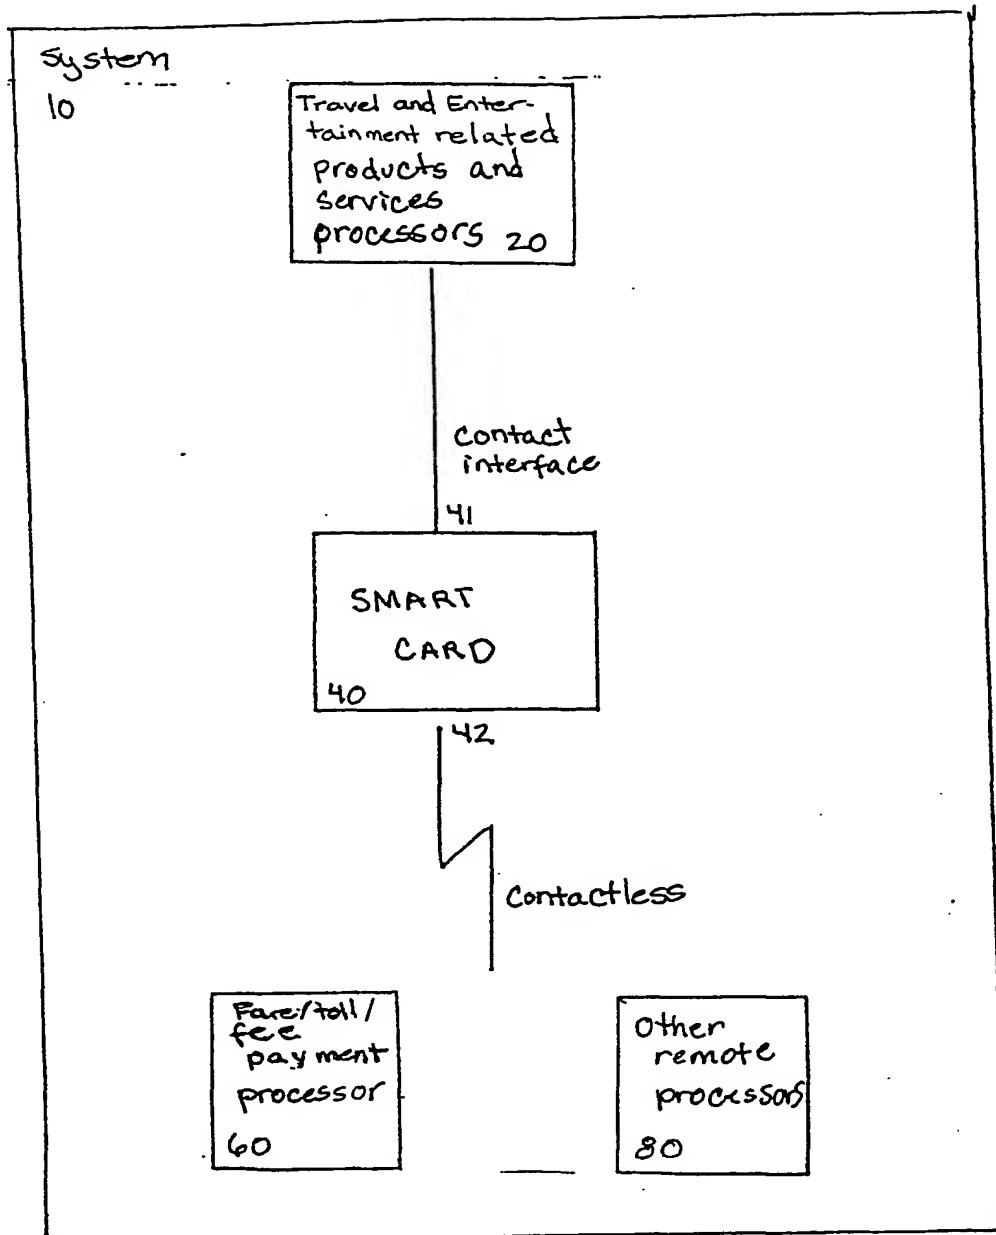 System
10
Travel and Enter-
tainment related
products and
services
processors 20
contact
interface
41
SMART
CARD
40
42
Contactless
Fare/toll/
fee
payment
processor
60
Other
remote
processors
80